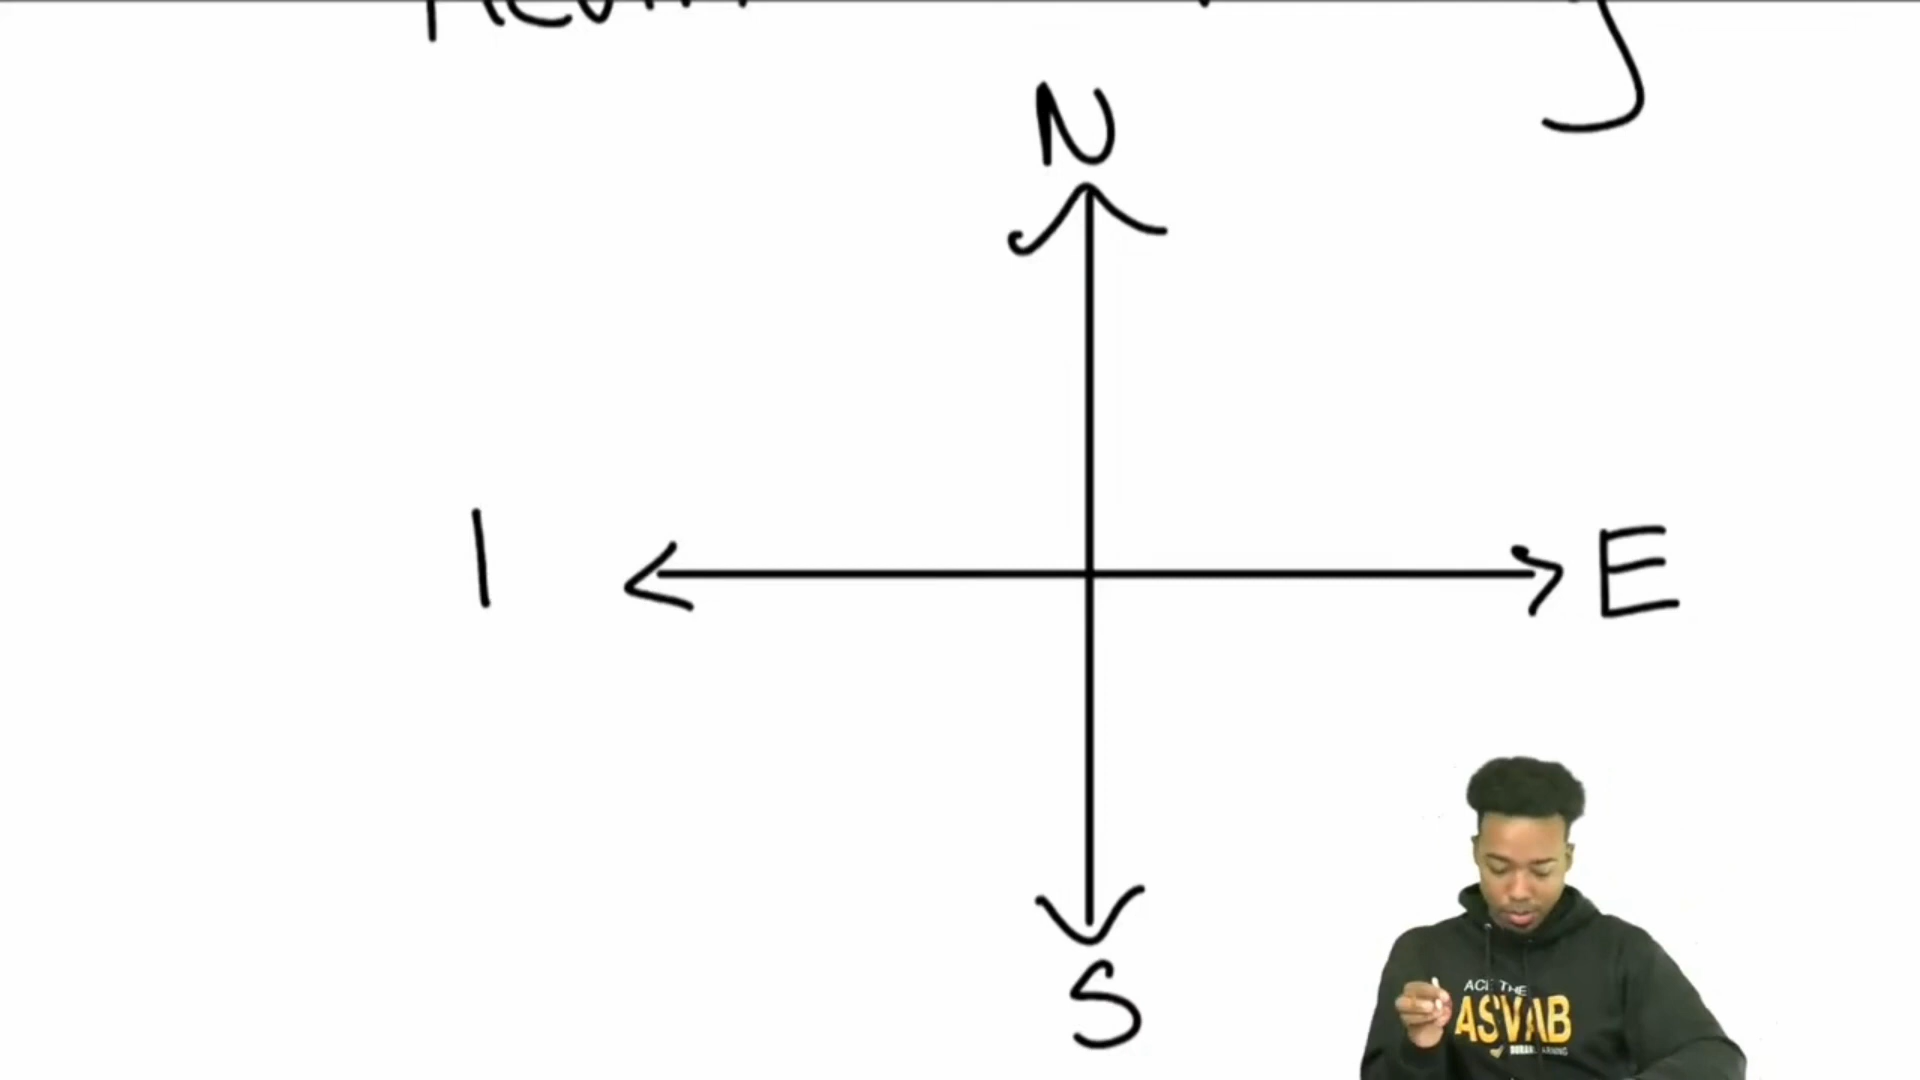 N
I E
S
ACE THE
ASVAB